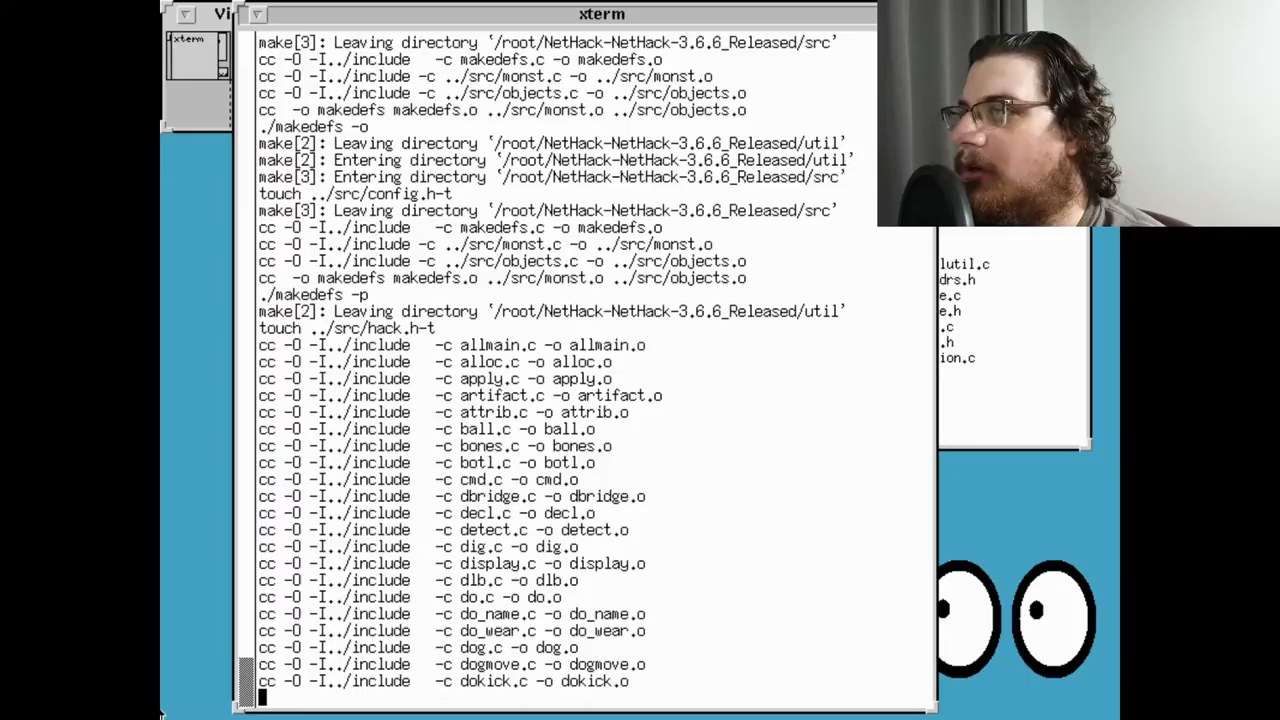 Vi
xterm
xterm
make[3]: Leaving directory '/root/NetHack-NetHack-3.6.6_Released/src'
cc -O -I../include   -c makedefs.c -o makedefs.o
cc -O -I../include -c ../src/monst.c -o ../src/monst.o
cc -O -I../include -c ../src/objects.c -o ../src/objects.o
cc  -o makedefs makedefs.o ../src/monst.o ../src/objects.o
./makedefs -o
make[2]: Leaving directory '/root/NetHack-NetHack-3.6.6_Released/util'
make[2]: Entering directory '/root/NetHack-NetHack-3.6.6_Released/util'
make[3]: Entering directory '/root/NetHack-NetHack-3.6.6_Released/src'
touch ../src/config.h-t
make[3]: Leaving directory '/root/NetHack-NetHack-3.6.6_Released/src'
cc -O -I../include   -c makedefs.c -o makedefs.o
cc -O -I../include -c ../src/monst.c -o ../src/monst.o
cc -O -I../include -c ../src/objects.c -o ../src/objects.o
cc  -o makedefs makedefs.o ../src/monst.o ../src/objects.o
./makedefs -p
make[2]: Leaving directory '/root/NetHack-NetHack-3.6.6_Released/util'
touch ../src/hack.h-t
cc -O -I../include   -c allmain.c -o allmain.o
cc -O -I../include   -c alloc.c -o alloc.o
cc -O -I../include   -c apply.c -o apply.o
cc -O -I../include   -c artifact.c -o artifact.o
cc -O -I../include   -c attrib.c -o attrib.o
cc -O -I../include   -c ball.c -o ball.o
cc -O -I../include   -c bones.c -o bones.o
cc -O -I../include   -c botl.c -o botl.o
cc -O -I../include   -c cmd.c -o cmd.o
cc -O -I../include   -c dbridge.c -o dbridge.o
cc -O -I../include   -c decl.c -o decl.o
cc -O -I../include   -c detect.c -o detect.o
cc -O -I../include   -c dig.c -o dig.o
cc -O -I../include   -c display.c -o display.o
cc -O -I../include   -c dlb.c -o dlb.o
cc -O -I../include   -c do.c -o do.o
cc -O -I../include   -c do_name.c -o do_name.o
cc -O -I../include   -c do_wear.c -o do_wear.o
cc -O -I../include   -c dog.c -o dog.o
cc -O -I../include   -c dogmove.c -o dogmove.o
cc -O -I../include   -c dokick.c -o dokick.o
lutil.c
drs.h
e.c
e.h
.c
.h
ion.c